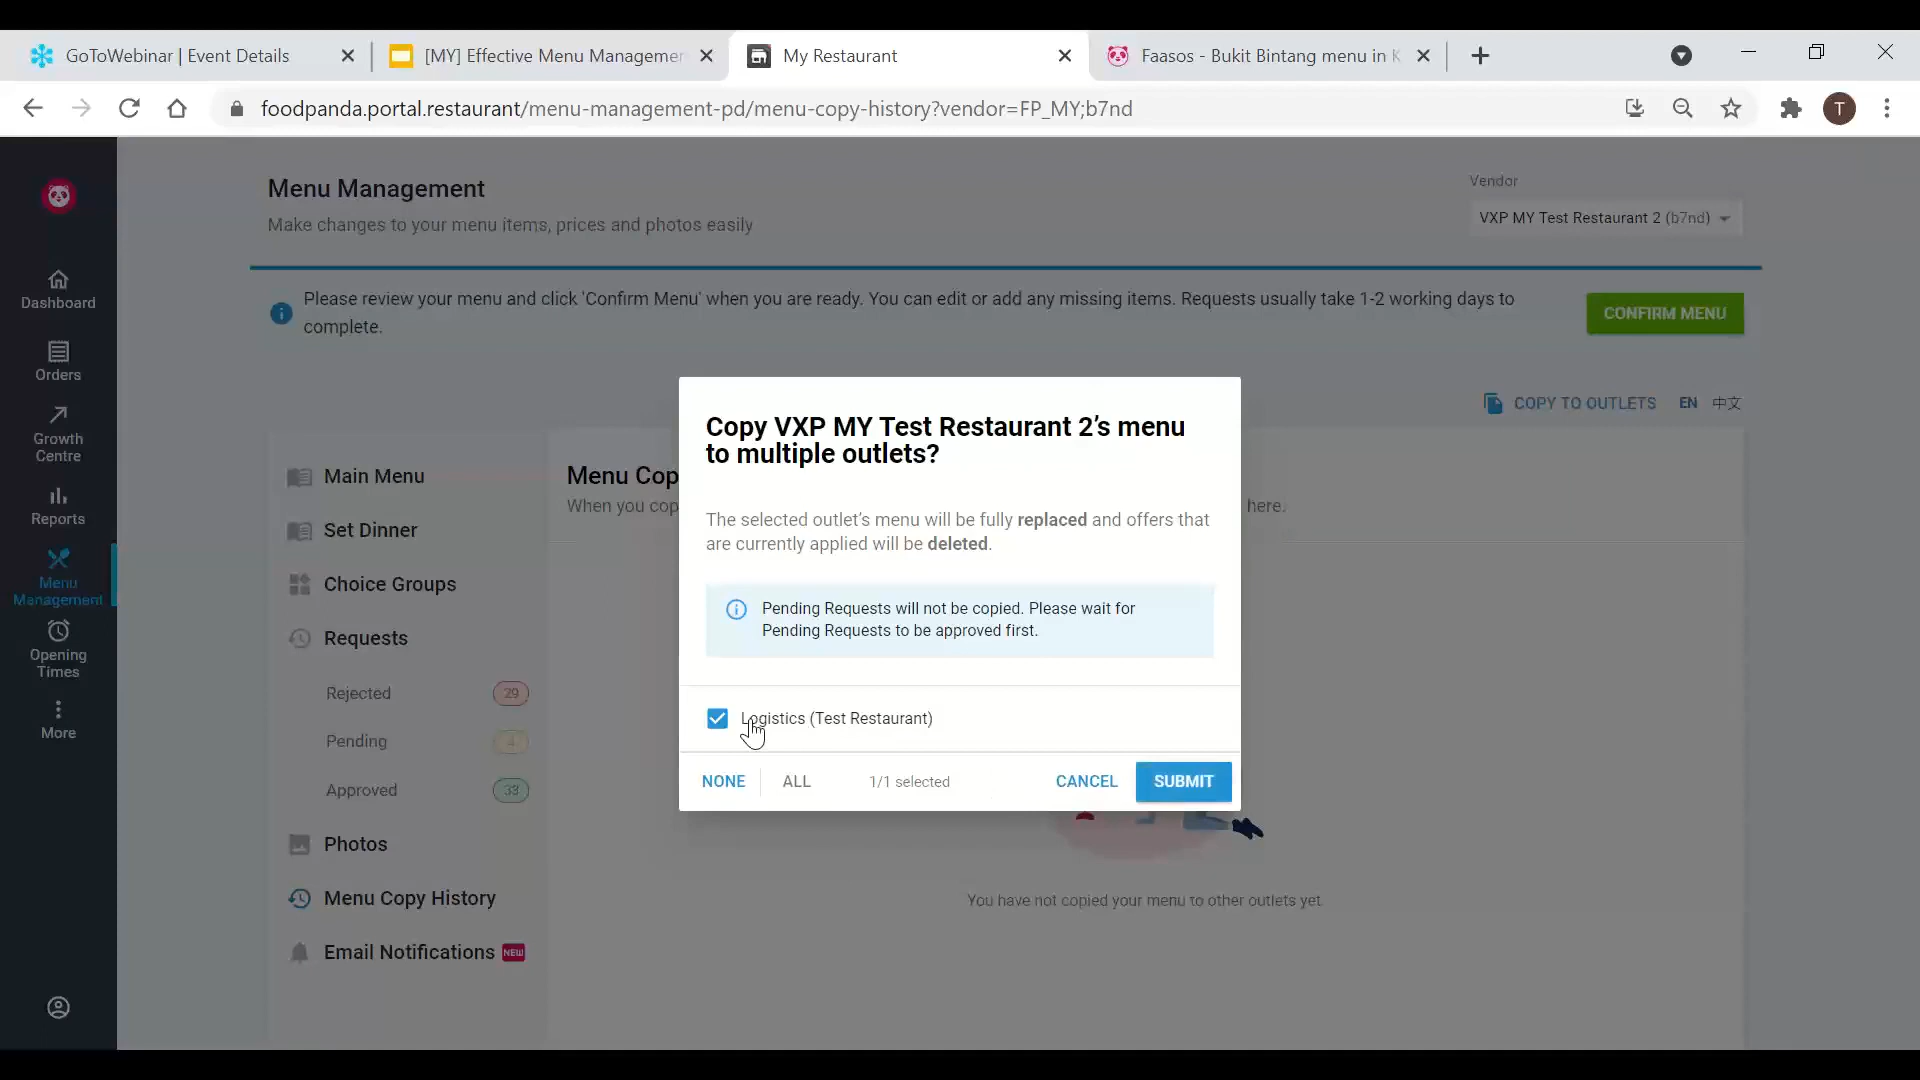 GoToWebinar | Event Details
[MY] Effective Menu Managemen
My Restaurant
Faasos - Bukit Bintang menu in K
foodpanda.portal.restaurant/menu-management-pd/menu-copy-history?vendor=FP_MY;b7nd
T
Menu Management
Make changes to your menu items, prices and photos easily
Vendor
VXP MY Test Restaurant 2 (b7nd)
Please review your menu and click 'Confirm Menu' when you are ready. You can edit or add any missing items. Requests usually take 1-2 working days to
complete.
CONFIRM MENU
COPY TO OUTLETS EN 中文
Dashboard
Orders
Growth
Centre
Reports
Menu
Management
Opening
Times
More
Main Menu
Set Dinner
Choice Groups
Requests
Rejected 29
Pending 4
Approved 33
Photos
Menu Copy History
Email Notifications NEW
Menu Cop
When you cop
here.
Copy VXP MY Test Restaurant 2's menu
to multiple outlets?
The selected outlet's menu will be fully replaced and offers that
are currently applied will be deleted.
Pending Requests will not be copied. Please wait for
Pending Requests to be approved first.
Logistics (Test Restaurant)
NONE ALL 1/1 selected CANCEL SUBMIT
You have not copied your menu to other outlets yet.